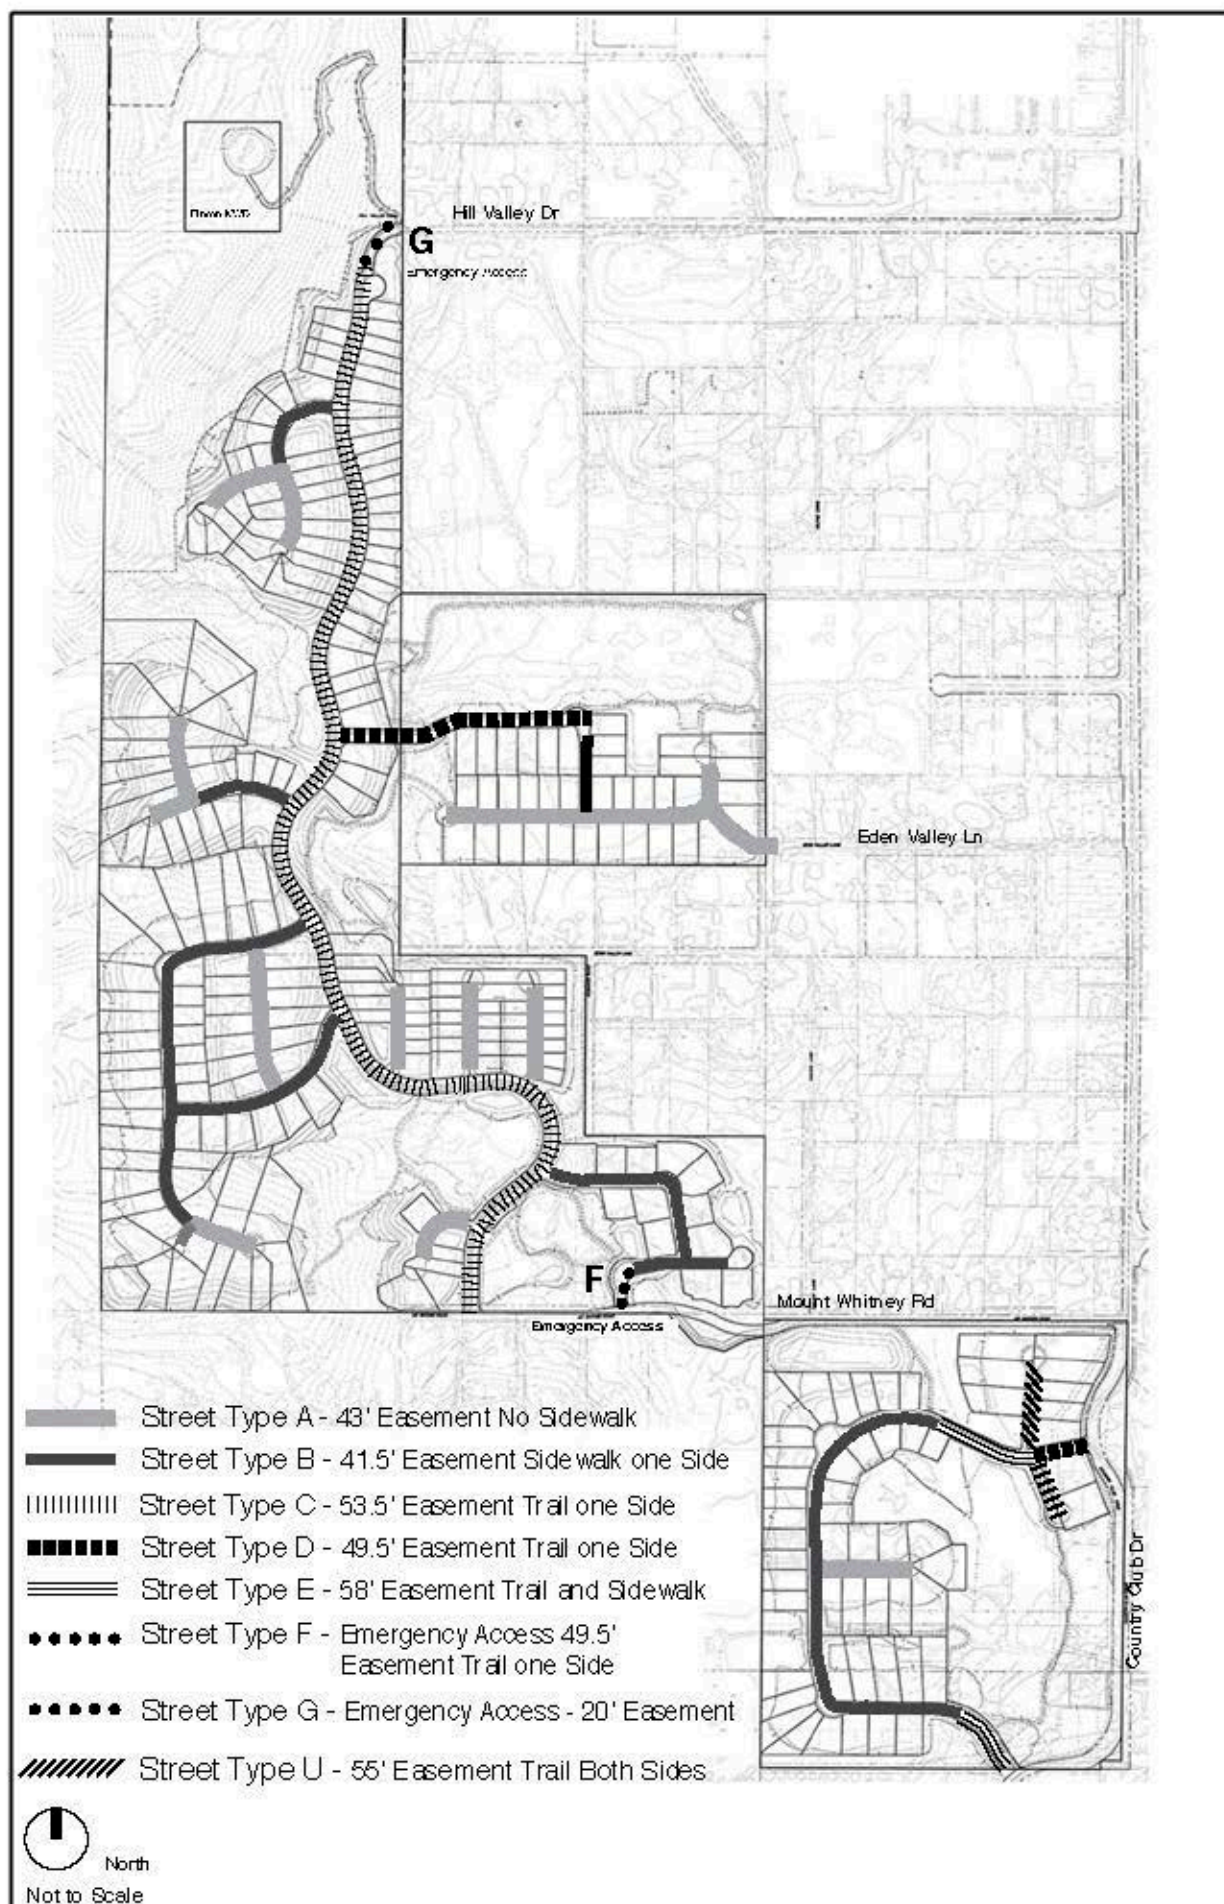 Hill Valley Dr
G
Emergency Access
Eden Valley Ln
F
Mount Whitney Rd
Emergency Access
Country Club Dr
Street Type A - 43' Easement No Sidewalk
Street Type B - 41.5' Easement Sidewalk one Side
Street Type C - 53.5' Easement Trail one Side
Street Type D - 49.5' Easement Trail one Side
Street Type E - 58' Easement Trail and Sidewalk
Street Type F - Emergency Access 49.5'
Easement Trail one Side
Street Type G - Emergency Access - 20' Easement
Street Type U - 55' Easement Trail Both Sides
North
Not to Scale